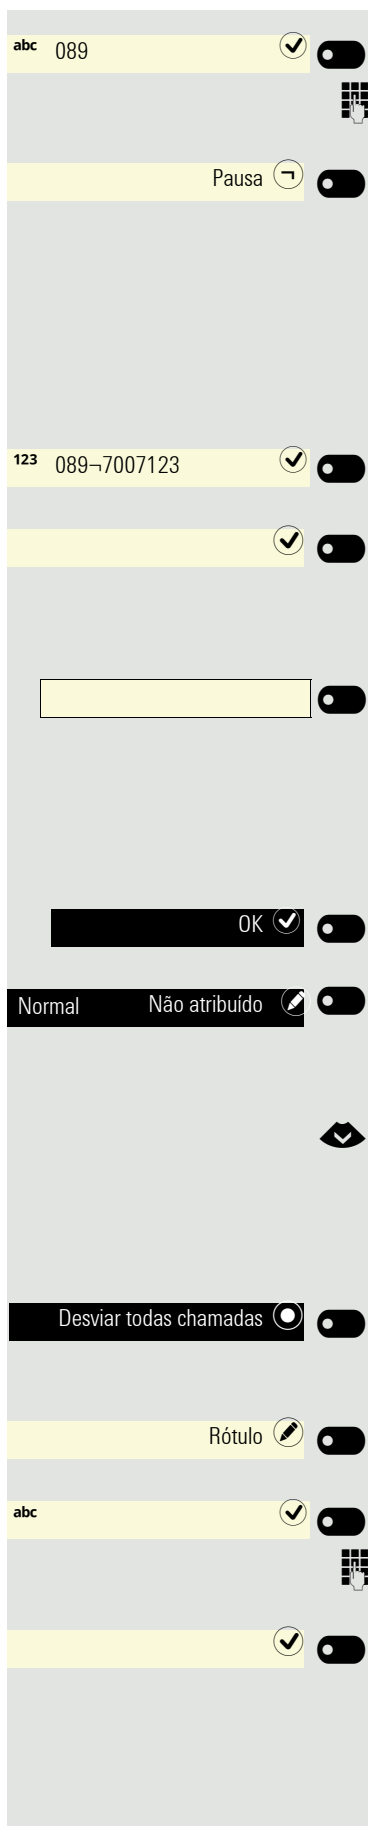 abc 089
Pausa ¬
123 089¬7007123
OK
Normal Não atribuído
Desviar todas chamadas
Rótulo
abc